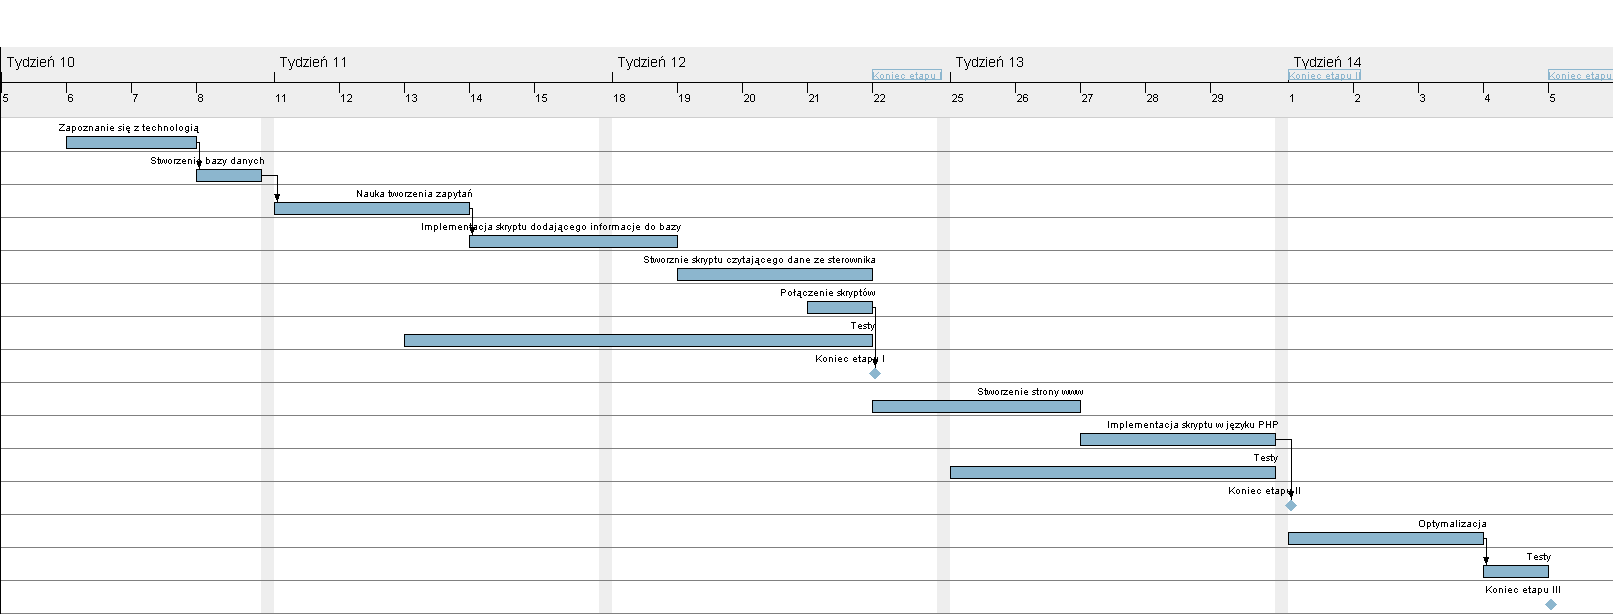 Tydzień 10 Tydzień 11 Tydzień 12 Tydzień 13 Tydzień 14
Koniec etapu I Koniec etapu II Koniec etapu
5 6 7 8 11 12 13 14 15 18 19 20 21 22 25 26 27 28 29 1 2 3 4 5
Zapoznanie się z technologią
Stworzenie bazy danych
Nauka tworzenia zapytań
Implementacja skryptu dodającego informacje do bazy
Stworznie skryptu czytającego dane ze sterownika
Połączenie skryptów
Testy
Koniec etapu I
Stworzenie strony www
Implementacja skryptu w języku PHP
Testy
Koniec etapu II
Optymalizacja
Testy
Koniec etapu III